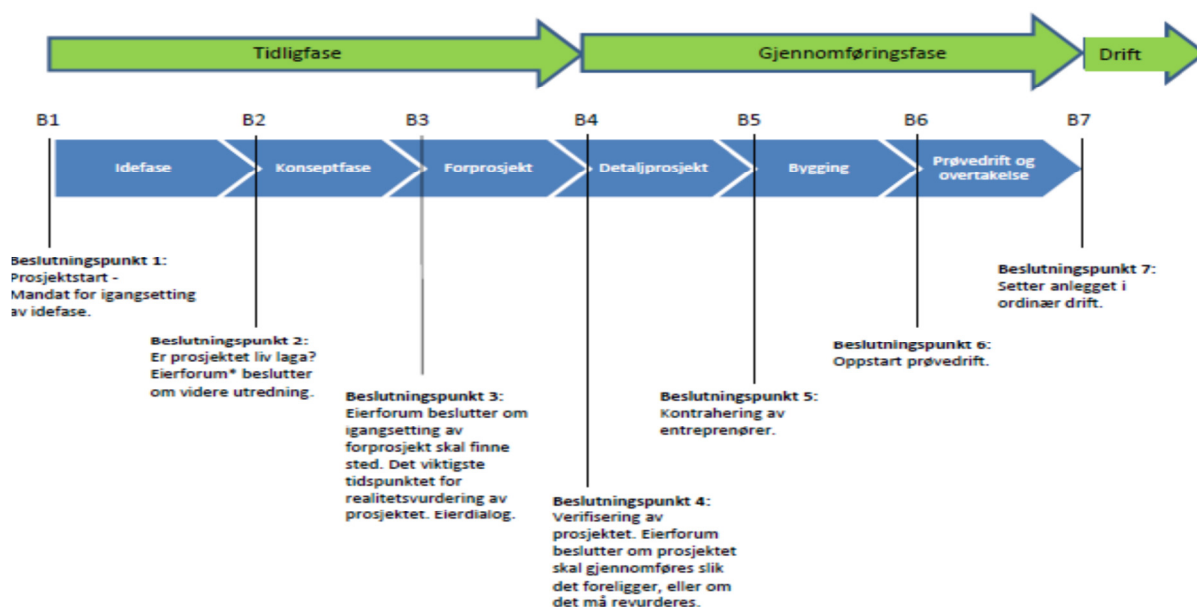 Tidligfase
Gjennomføringsfase
Drift
B1
B2
B3
B4
B5
B6
B7
Idefase
Konseptfase
Forprosjekt
Detaljprosjekt
Bygging
Prøvedrift og
overtakelse
Beslutningspunkt 1:
Prosjektstart -
Mandat for igangsetting
av idefase.
Beslutningspunkt 2:
Er prosjektet liv laga?
Eierforum* beslutter
om videre utredning.
Beslutningspunkt 3:
Eierforum beslutter om
igangsetting av
forprosjekt skal finne
sted. Det viktigste
tidspunktet for
realitetsvurdering av
prosjektet. Eierdialog.
Beslutningspunkt 4:
Verifisering av
prosjektet. Eierforum
beslutter om prosjektet
skal gjennomføres slik
det foreligger, eller om
det må revurderes.
Beslutningspunkt 5:
Kontrahering av
entreprenører.
Beslutningspunkt 6:
Oppstart prøvedrift.
Beslutningspunkt 7:
Setter anlegget i
ordinær drift.